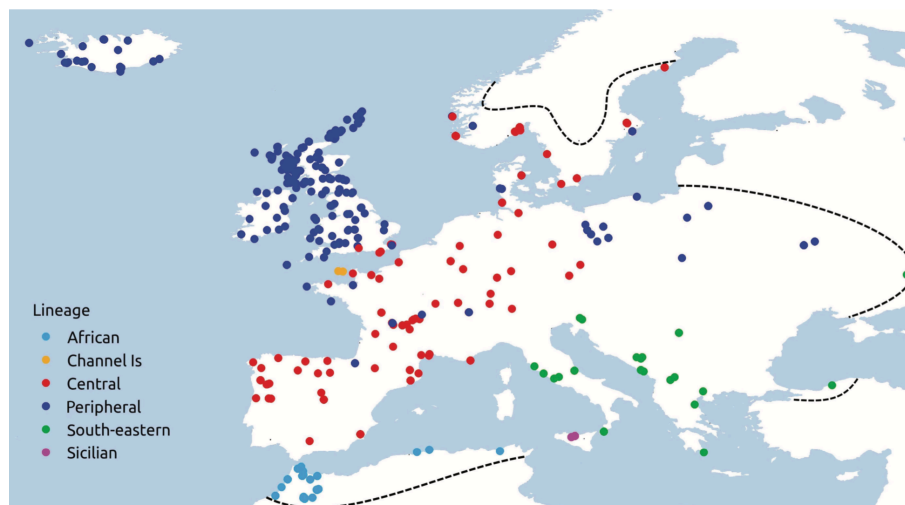 Lineage
African
Channel Is
Central
Peripheral
South-eastern
Sicilian